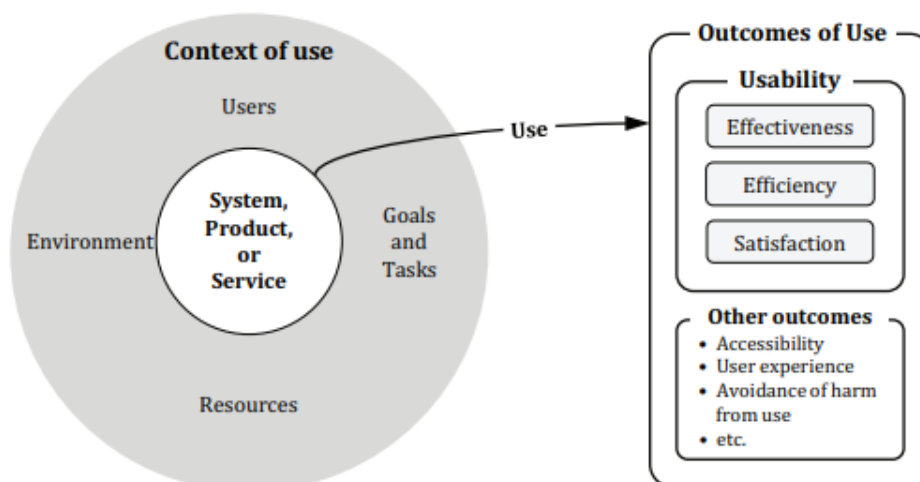 Context of use
Users
System,
Product,
or
Service
Environment
Goals
and
Tasks
Resources
Use
Outcomes of Use
Usability
Effectiveness
Efficiency
Satisfaction
Other outcomes
• Accessibility
• User experience
• Avoidance of harm
from use
• etc.